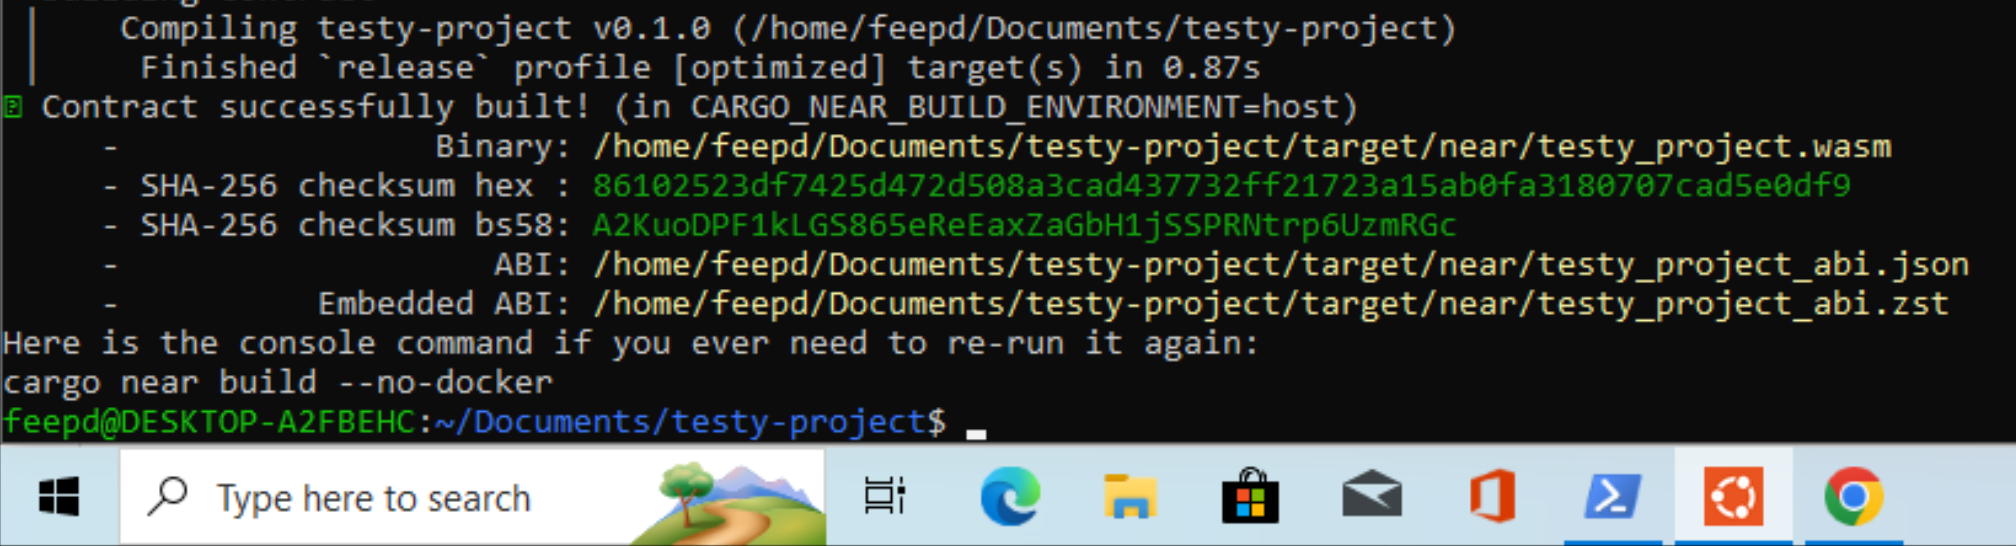 Compiling testy-project v0.1.0 (/home/feepd/Documents/testy-project)
Finished `release` profile [optimized] target(s) in 0.87s
Contract successfully built! (in CARGO_NEAR_BUILD_ENVIRONMENT=host)
- Binary: /home/feepd/Documents/testy-project/target/near/testy_project.wasm
- SHA-256 checksum hex : 86102523df7425d472d508a3cad437732ff21723a15ab0fa3180707cad5e0df9
- SHA-256 checksum bs58: A2KuoDPF1kLGS865eReEaxZaGbH1jSSPRNtrp6UzmRGc
- ABI: /home/feepd/Documents/testy-project/target/near/testy_project_abi.json
- Embedded ABI: /home/feepd/Documents/testy-project/target/near/testy_project_abi.zst
Here is the console command if you ever need to re-run it again:
cargo near build --no-docker
feepd@DESKTOP-A2FBEHC:~/Documents/testy-project$
Type here to search